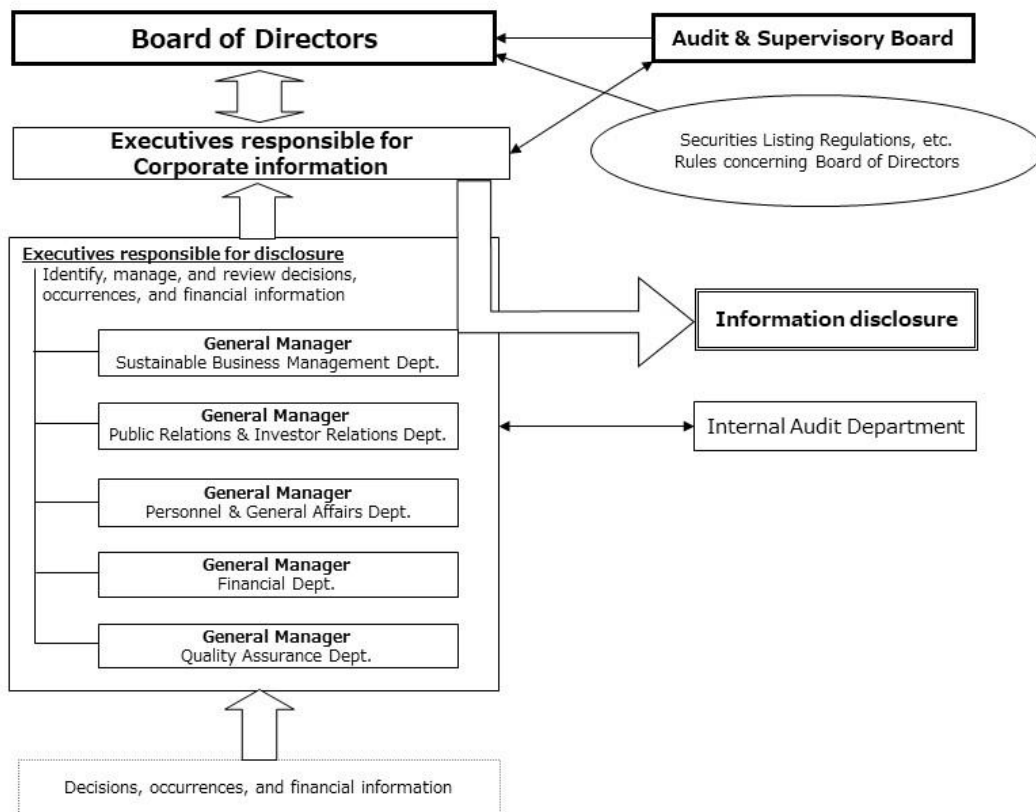 Board of Directors
Audit & Supervisory Board
Executives responsible for
Corporate information
Securities Listing Regulations, etc.
Rules concerning Board of Directors
Executives responsible for disclosure
Identify, manage, and review decisions,
occurrences, and financial information
Information disclosure
General Manager
Sustainable Business Management Dept.
General Manager
Public Relations & Investor Relations Dept.
Internal Audit Department
General Manager
Personnel & General Affairs Dept.
General Manager
Financial Dept.
General Manager
Quality Assurance Dept.
Decisions, occurrences, and financial information